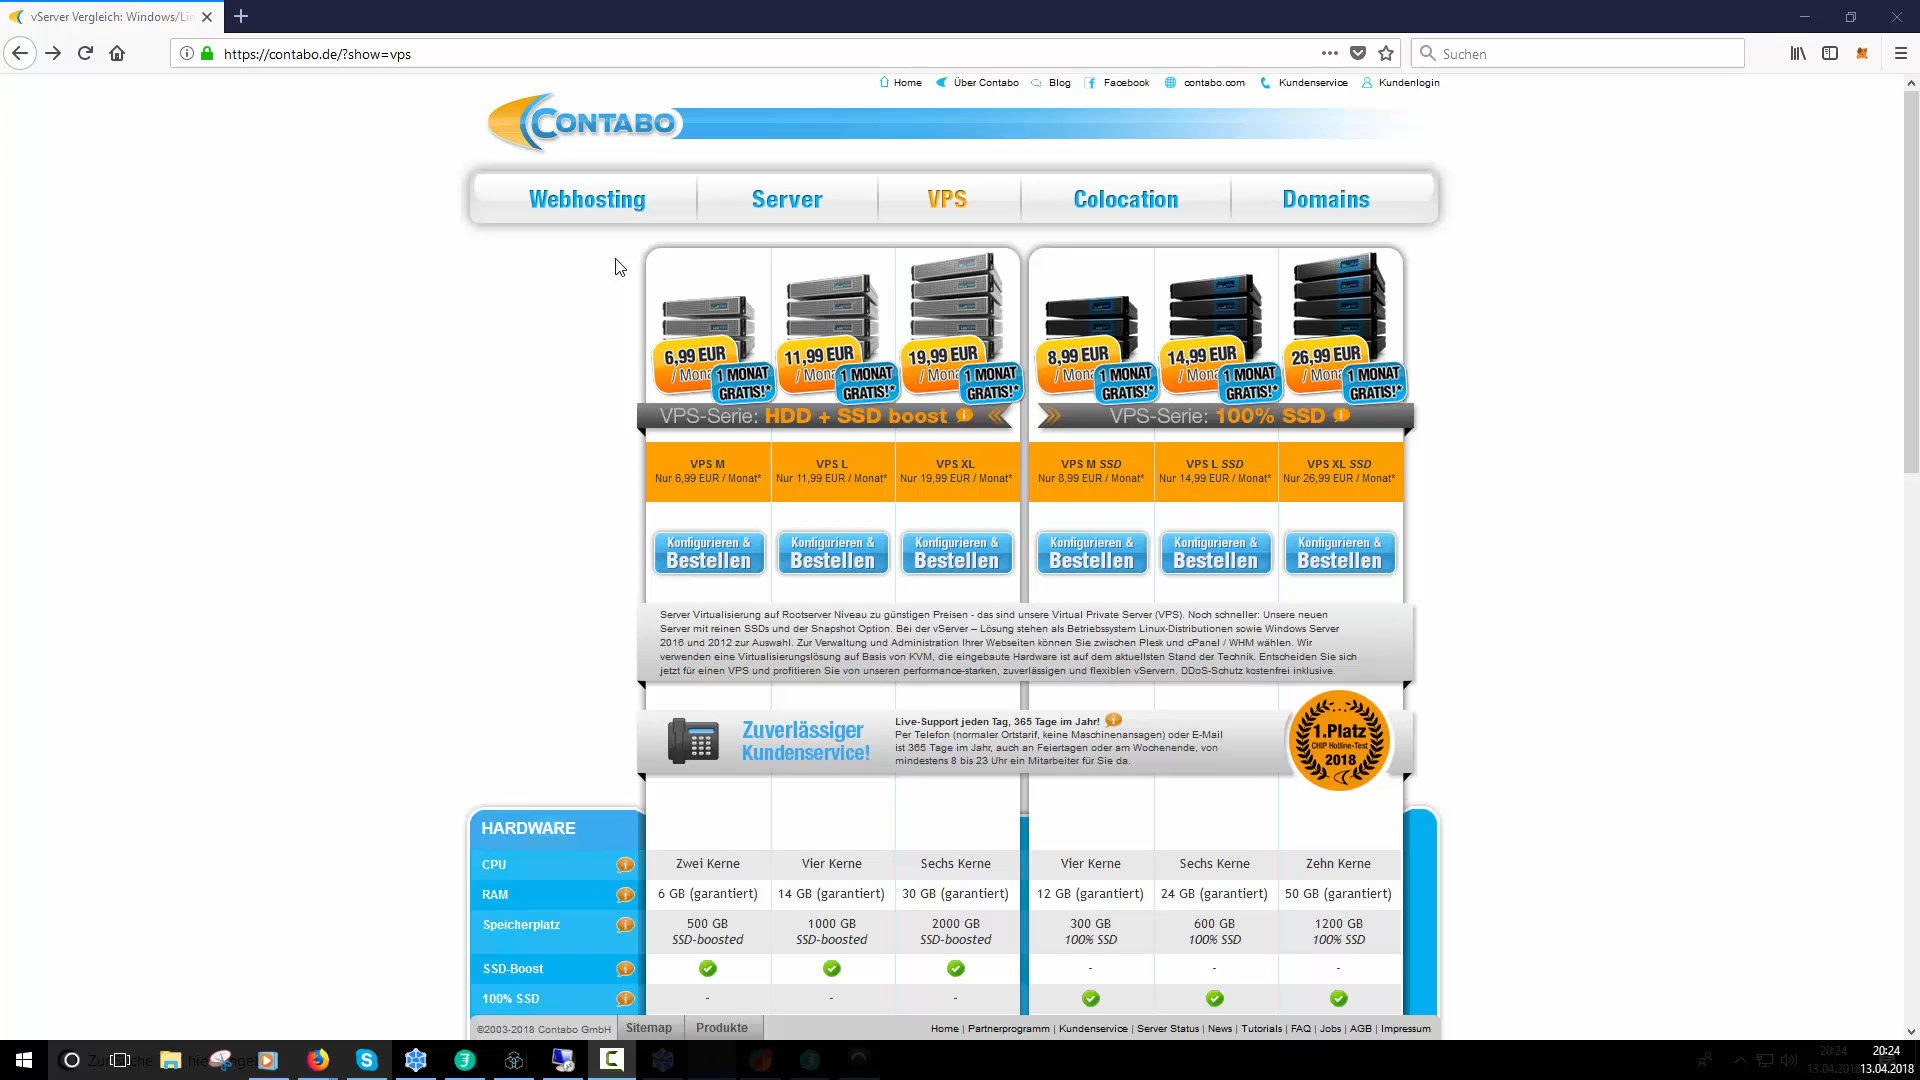 vServer Vergleich: Windows/Li
https://contabo.de/?show=vps
Suchen
Home
Über Contabo
Blog
Facebook
contabo.com
Kundenservice
Kundenlogin
CONTABO
Webhosting
Server
VPS
Colocation
Domains
6,99 EUR
/ Mona
1 MONAT
GRATIS!*
11,99 EUR
/ Mona
1 MONAT
GRATIS!*
19,99 EUR
/ Mona
1 MONAT
GRATIS!*
8,99 EUR
/ Mona
1 MONAT
GRATIS!*
14,99 EUR
/ Mona
1 MONAT
GRATIS!*
26,99 EUR
/ Mona
1 MONAT
GRATIS!*
VPS-Serie: HDD + SSD boost
VPS-Serie: 100% SSD
VPS M
Nur 6,99 EUR / Monat*
VPS L
Nur 11,99 EUR / Monat*
VPS XL
Nur 19,99 EUR / Monat*
VPS M SSD
Nur 8,99 EUR / Monat*
VPS L SSD
Nur 14,99 EUR / Monat*
VPS XL SSD
Nur 26,99 EUR / Monat*
Konfigurieren &
Bestellen
Konfigurieren &
Bestellen
Konfigurieren &
Bestellen
Konfigurieren &
Bestellen
Konfigurieren &
Bestellen
Konfigurieren &
Bestellen
Server Virtualisierung auf Rootserver Niveau zu günstigen Preisen - das sind unsere Virtual Private Server (VPS). Noch schneller: Unsere neuen
Server mit reinen SSDs und der Snapshot Option. Bei der vServer – Lösung stehen als Betriebssystem Linux-Distributionen sowie Windows Server
2016 und 2012 zur Auswahl. Zur Verwaltung und Administration Ihrer Webseiten können Sie zwischen Plesk und cPanel / WHM wählen. Wir
verwenden eine Virtualisierungslösung auf Basis von KVM, die eingebaute Hardware ist auf dem aktuellsten Stand der Technik. Entscheiden Sie sich
jetzt für einen VPS und profitieren Sie von unseren performance-starken, zuverlässigen und flexiblen vServern. DDoS-Schutz kostenfrei inklusive.
Zuverlässiger
Kundenservice!
Live-Support jeden Tag, 365 Tage im Jahr!
Per Telefon (normaler Ortstarif, keine Maschinenansagen) oder E-Mail
ist 365 Tage im Jahr, auch an Feiertagen oder am Wochenende, von
mindestens 8 bis 23 Uhr ein Mitarbeiter für Sie da.
1.Platz
CHIP Hotline-Test
2018
HARDWARE
CPU
Zwei Kerne
Vier Kerne
Sechs Kerne
Vier Kerne
Sechs Kerne
Zehn Kerne
RAM
6 GB (garantiert)
14 GB (garantiert)
30 GB (garantiert)
12 GB (garantiert)
24 GB (garantiert)
50 GB (garantiert)
Speicherplatz
500 GB
SSD-boosted
1000 GB
SSD-boosted
2000 GB
SSD-boosted
300 GB
100% SSD
600 GB
100% SSD
1200 GB
100% SSD
SSD-Boost
-
-
-
100% SSD
-
-
-
©2003-2018 Contabo GmbH
Sitemap
Produkte
Home | Partnerprogramm | Kundenservice | Server Status | News | Tutorials | FAQ | Jobs | AGB | Impressum
20:24
13.04.2018